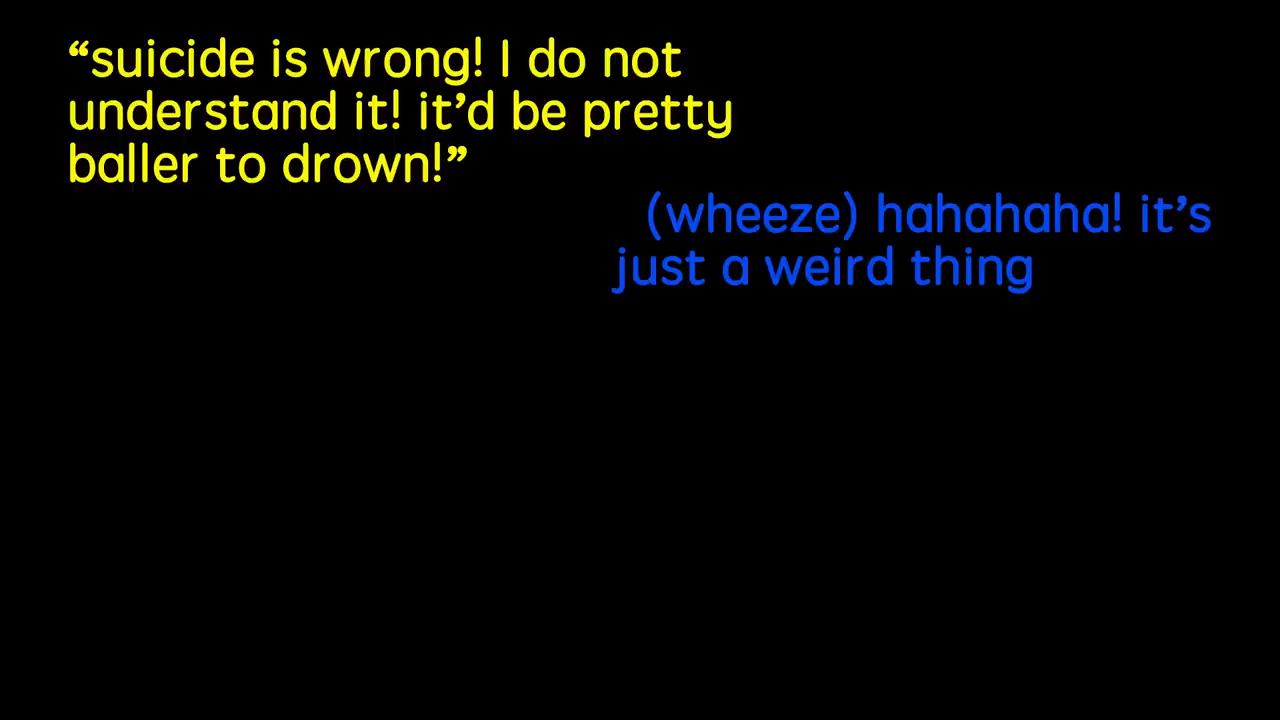 “suicide is wrong! I do not
understand it! it’d be pretty
baller to drown!”
(wheeze) hahahaha! it’s
just a weird thing